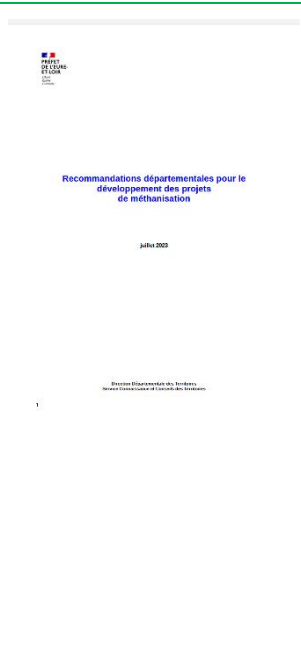 PRÉFET
DE L'EURE-
ET-LOIR
Recommandations départementales pour le
développement des projets
de méthanisation
juillet 2023
Direction Départementale des Territoires
Service Connaissance et Conseils des Territoires
1